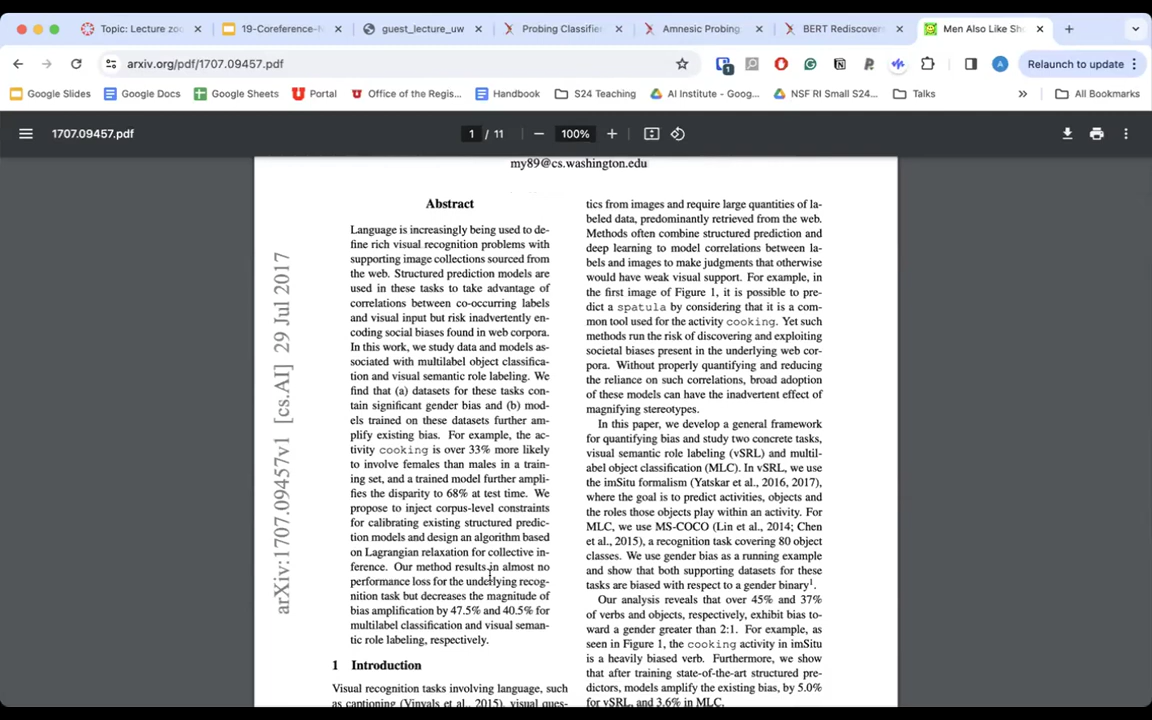 Topic: Lecture zoo
19-Coreference-
guest_lecture_uw
Probing Classifier
Amnesic Probing
BERT Rediscover
Men Also Like Sh
arxiv.org/pdf/1707.09457.pdf
Relaunch to update
Google Slides
Google Docs
Google Sheets
Portal
Office of the Regis...
Handbook
S24 Teaching
AI Institute - Goog...
NSF RI Small S24...
Talks
All Bookmarks
1707.09457.pdf
1 / 11
100%
my89@cs.washington.edu
arXiv:1707.09457v1 [cs.AI] 29 Jul 2017
Abstract
Language is increasingly being used to de-
fine rich visual recognition problems with
supporting image collections sourced from
the web. Structured prediction models are
used in these tasks to take advantage of
correlations between co-occurring labels
and visual input but risk inadvertently en-
coding social biases found in web corpora.
In this work, we study data and models as-
sociated with multilabel object classifica-
tion and visual semantic role labeling. We
find that (a) datasets for these tasks con-
tain significant gender bias and (b) mod-
els trained on these datasets further am-
plify existing bias. For example, the ac-
tivity cooking is over 33% more likely
to involve females than males in a train-
ing set, and a trained model further ampli-
fies the disparity to 68% at test time. We
propose to inject corpus-level constraints
for calibrating existing structured predic-
tion models and design an algorithm based
on Lagrangian relaxation for collective in-
ference. Our method results in almost no
performance loss for the underlying recog-
nition task but decreases the magnitude of
bias amplification by 47.5% and 40.5% for
multilabel classification and visual seman-
tic role labeling, respectively.
1 Introduction
Visual recognition tasks involving language, such
as captioning (Vinyals et al., 2015), visual ques-
tics from images and require large quantities of la-
beled data, predominantly retrieved from the web.
Methods often combine structured prediction and
deep learning to model correlations between la-
bels and images to make judgments that otherwise
would have weak visual support. For example, in
the first image of Figure 1, it is possible to pre-
dict a spatula by considering that it is a com-
mon tool used for the activity cooking. Yet such
methods run the risk of discovering and exploiting
societal biases present in the underlying web cor-
pora. Without properly quantifying and reducing
the reliance on such correlations, broad adoption
of these models can have the inadvertent effect of
magnifying stereotypes.
In this paper, we develop a general framework
for quantifying bias and study two concrete tasks,
visual semantic role labeling (vSRL) and multil-
abel object classification (MLC). In vSRL, we use
the imSitu formalism (Yatskar et al., 2016, 2017),
where the goal is to predict activities, objects and
the roles those objects play within an activity. For
MLC, we use MS-COCO (Lin et al., 2014; Chen
et al., 2015), a recognition task covering 80 object
classes. We use gender bias as a running example
and show that both supporting datasets for these
tasks are biased with respect to a gender binary1.
Our analysis reveals that over 45% and 37%
of verbs and objects, respectively, exhibit bias to-
ward a gender greater than 2:1. For example, as
seen in Figure 1, the cooking activity in imSitu
is a heavily biased verb. Furthermore, we show
that after training state-of-the-art structured pre-
dictors, models amplify the existing bias, by 5.0%
for vSRL, and 3.6% in MLC.